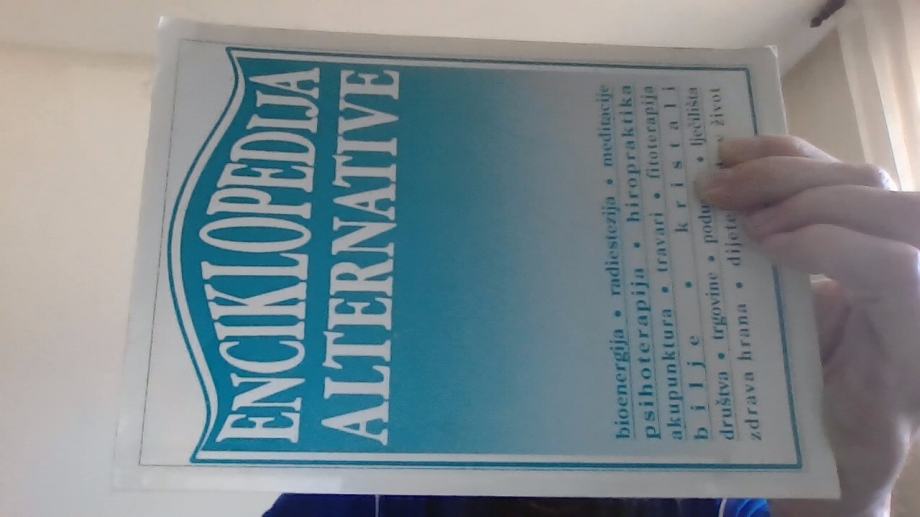 ENCIKLOPEDIJA
ALTERNATIVE
bioenergija • radiestezija • meditacije
psihoterapija • hiropraktika
akupunktura • travari • fitoterapija
bilje • kristali
društva • trgovine • • lječilišta
zdrava hrana • život